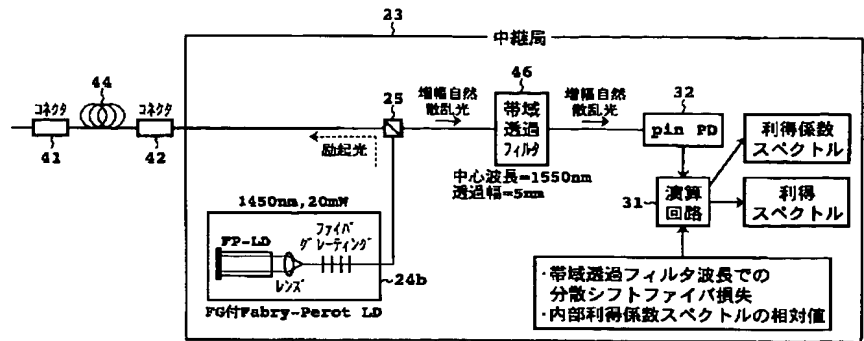 23
中継局
44
コネクタ
コネクタ
41
42
25
増幅自然
散乱光
46
帯域
透過
フィルタ
増幅自然
散乱光
32
pin PD
利得係数
スペクトル
励起光
中心波長=1550nm
透過幅=5nm
31
演算
回路
利得
スペクトル
1450nm,20mW
ファイバ
グレーティング
FP-LD
レンズ
24b
FG付Fabry-Perot LD
・帯域透過フィルタ波長での
分散シフトファイバ損失
・内部利得係数スペクトルの相対値